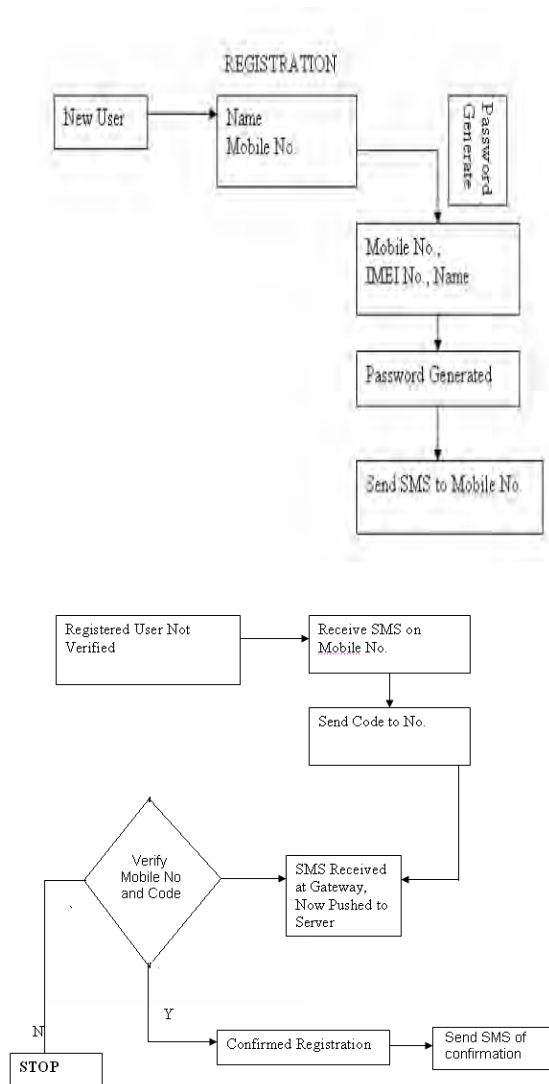 REGISTRATION
New User
Name
Mobile No.
Password
Generate
Mobile No.,
IMEI No., Name
Password Generated
Send SMS to Mobile No.
Registered User Not
Verified
Receive SMS on
Mobile No.
Send Code to No.
Verify
Mobile No
and Code
SMS Received
at Gateway,
Now Pushed to
Server
N
Y
STOP
Confirmed Registration
Send SMS of
confirmation